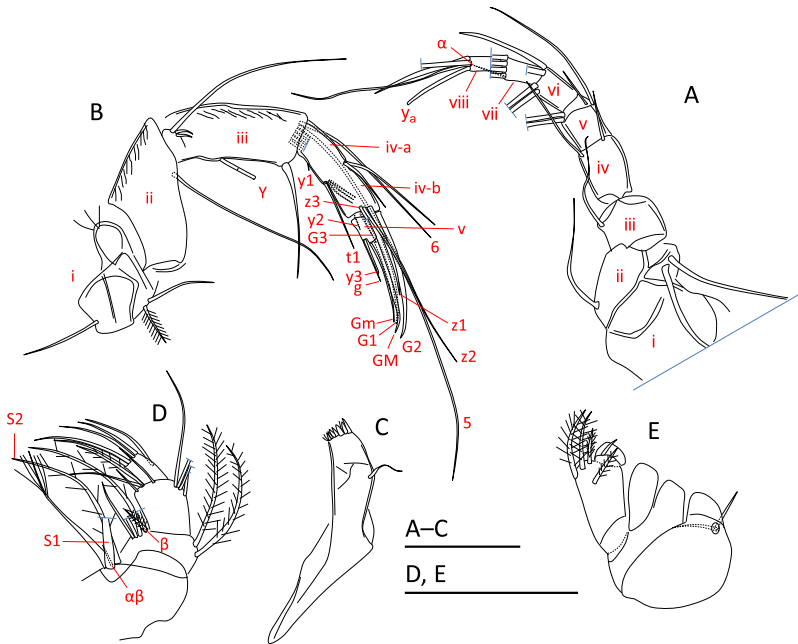 A
α
yₐ
viii
vii
vi
v
iv
iii
ii
i
B
i
ii
iii
iv-a
iv-b
Y
y1
z3
y2
G3
t1
v
6
y3
g
Gm
G1
GM
G2
z1
z2
5
C
D
S2
S1
β
αβ
E
A–C
D, E